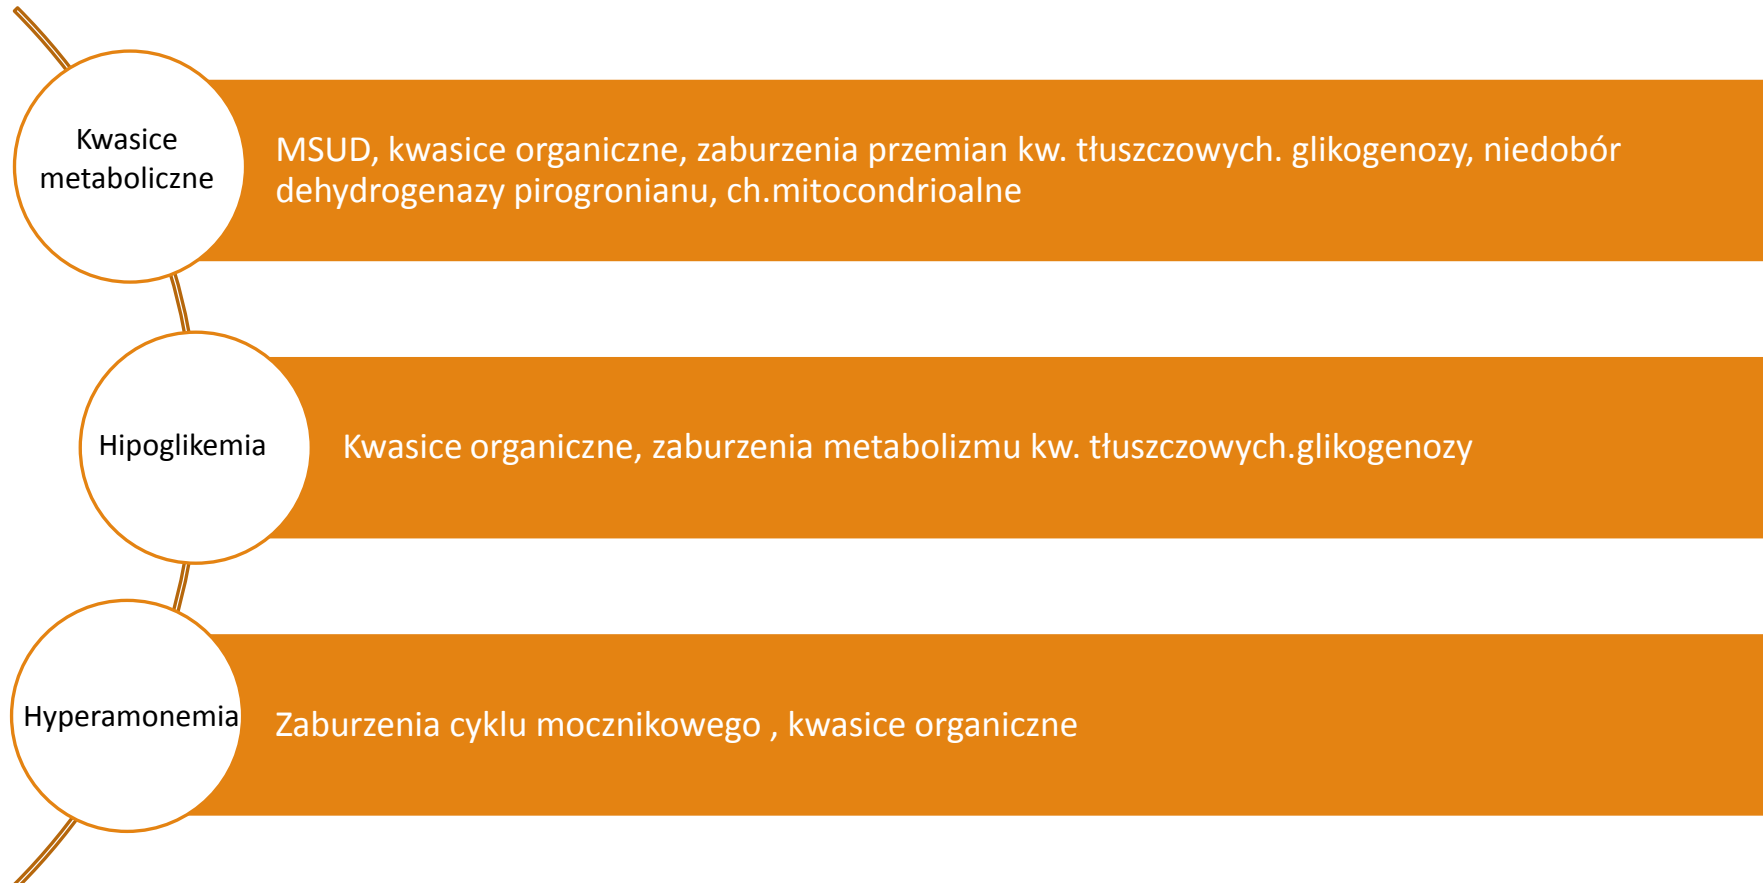 Kwasice
metaboliczne
MSUD, kwasice organiczne, zaburzenia przemian kw. tłuszczowych. glikogenozy, niedobór
dehydrogenazy pirogronianu, ch.mitocondrioalne
Hipoglikemia
Kwasice organiczne, zaburzenia metabolizmu kw. tłuszczowych.glikogenozy
Hyperamonemia
Zaburzenia cyklu mocznikowego , kwasice organiczne